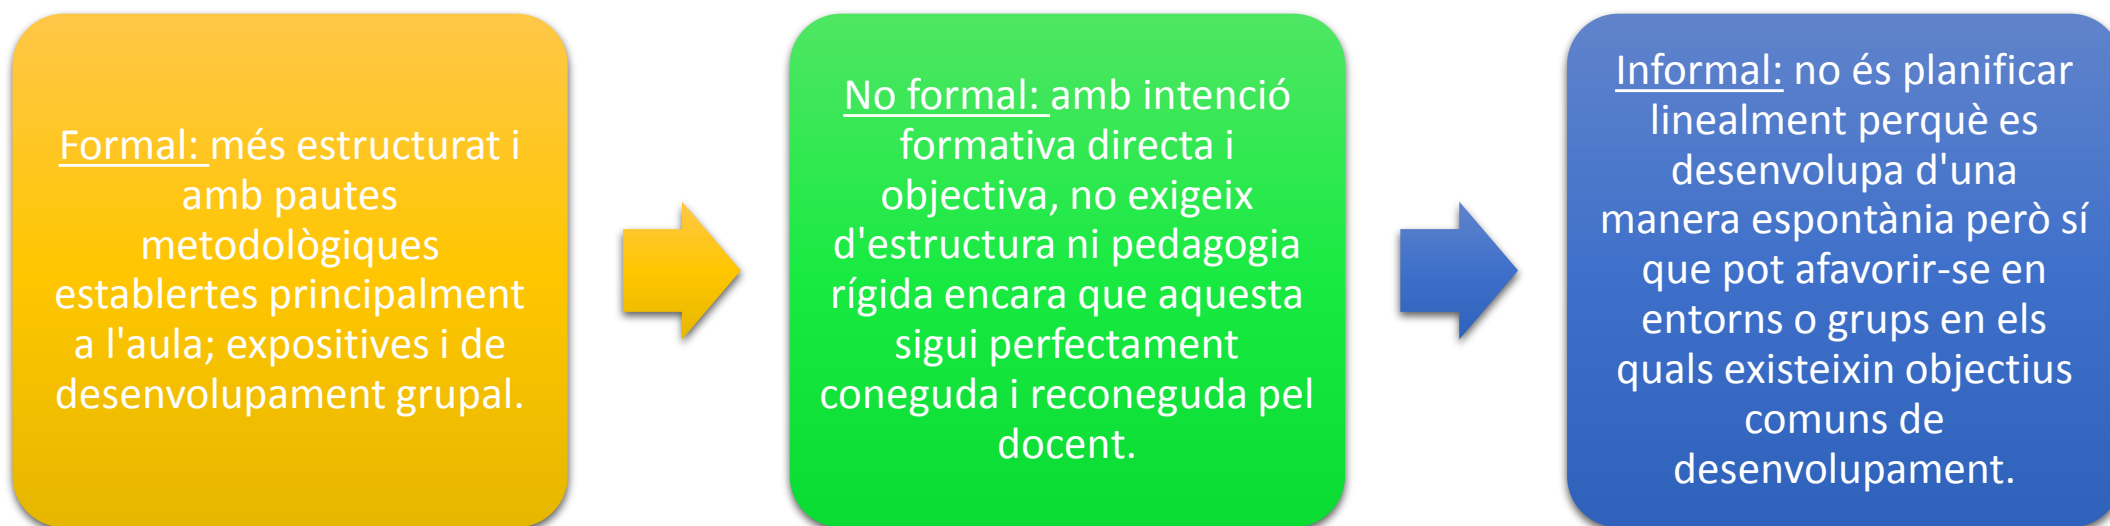 Formal: més estructurat i
amb pautes
metodològiques
establertes principalment
a l'aula; expositives i de
desenvolupament grupal.
No formal: amb intenció
formativa directa i
objectiva, no exigeix
d'estructura ni pedagogia
rígida encara que aquesta
sigui perfectament
coneguda i reconeguda pel
docent.
Informal: no és planificar
linealment perquè es
desenvolupa d'una
manera espontània però sí
que pot afavorir-se en
entorns o grups en els
quals existeixin objectius
comuns de
desenvolupament.